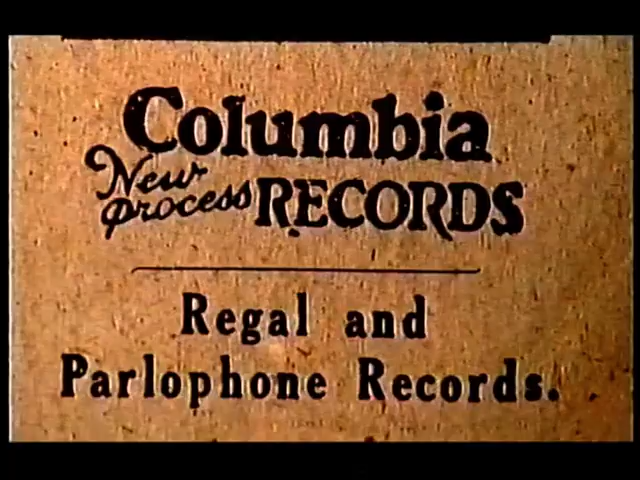 Columbia
New Process RECORDS
Regal and
Parlophone Records.